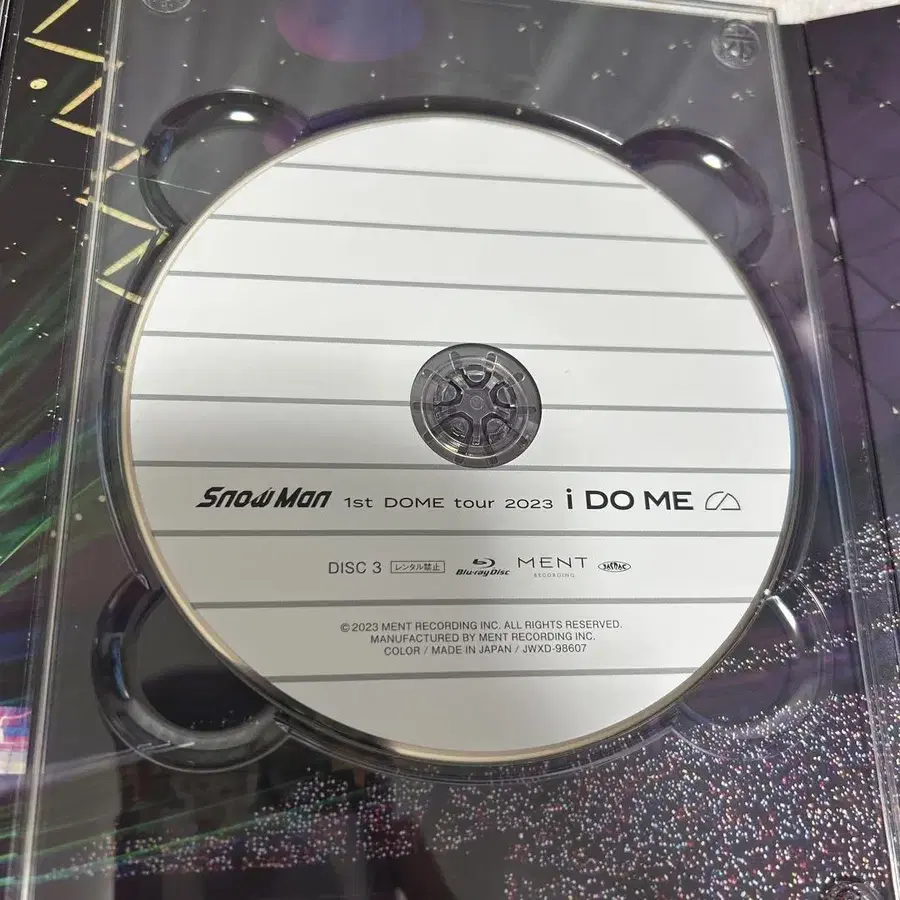 Snow Man 1st DOME tour 2023 i DO ME
DISC 3 レンタル禁止 Blu-ray Disc MENT RECORDING JASRAC
© 2023 MENT RECORDING INC. ALL RIGHTS RESERVED.
MANUFACTURED BY MENT RECORDING INC.
COLOR / MADE IN JAPAN / JWXD-98607